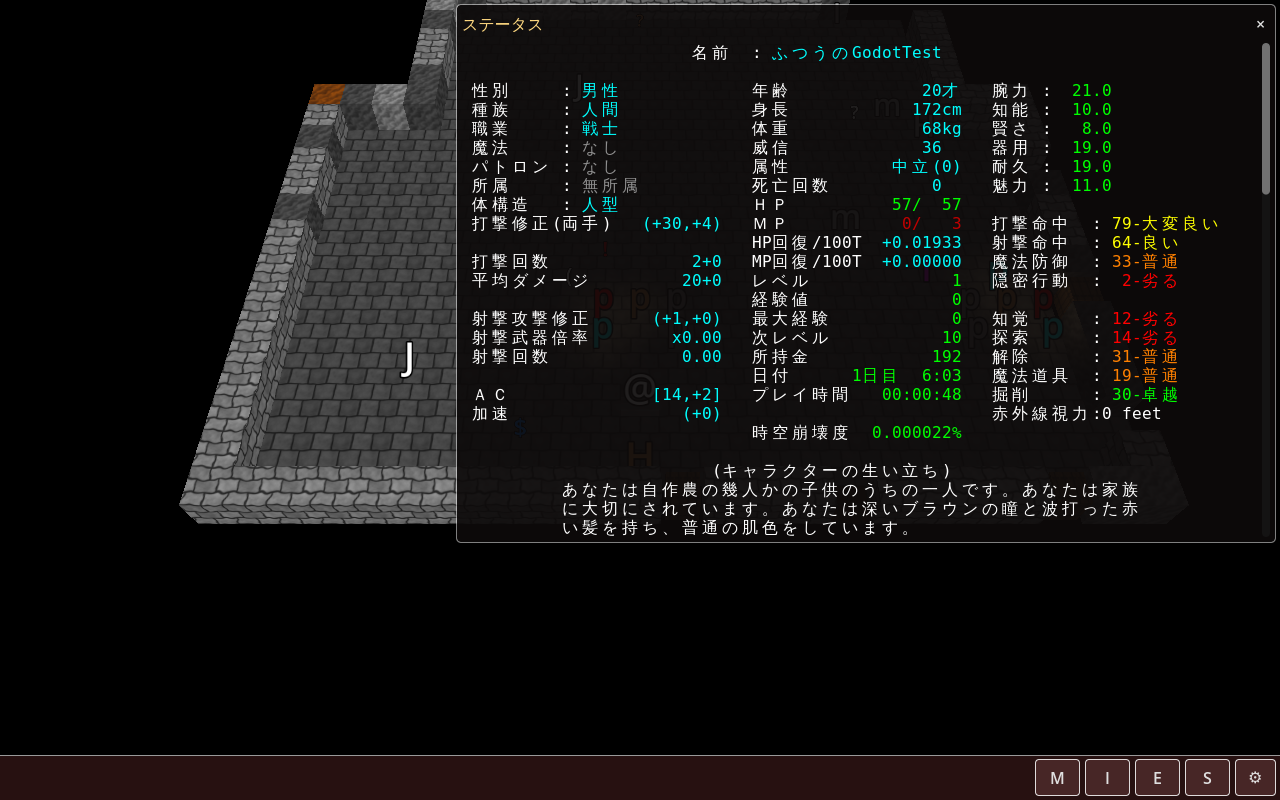 ステータス ×
名前 : ふつうのGodotTest
性別 : 男性 年齢 20才 腕力 : 21.0
種族 : 人間 身長 172cm 知能 : 10.0
職業 : 戦士 体重 68kg 賢さ : 8.0
魔法 : なし 威信 36 器用 : 19.0
パトロン : なし 属性 中立(0) 耐久 : 19.0
所属 : 無所属 死亡回数 0 魅力 : 11.0
体構造 : 人型 ＨＰ 57/ 57
打撃修正(両手) (+30,+4) ＭＰ 0/ 3 打撃命中 : 79-大変良い
HP回復/100T +0.01933 射撃命中 : 64-良い
打撃回数 2+0 MP回復/100T +0.00000 魔法防御 : 33-普通
平均ダメージ 20+0 レベル 1 隠密行動 : 2-劣る
経験値 0
射撃攻撃修正 (+1,+0) 最大経験 0 知覚 : 12-劣る
射撃武器倍率 x0.00 次レベル 10 探索 : 14-劣る
射撃回数 0.00 所持金 192 解除 : 31-普通
日付 1日目 6:03 魔法道具 : 19-普通
ＡＣ [14,+2] プレイ時間 00:00:48 掘削 : 30-卓越
加速 (+0) 赤外線視力:0 feet
時空崩壊度 0.000022%
(キャラクターの生い立ち)
あなたは自作農の幾人かの子供のうちの一人です。あなたは家族
に大切にされています。あなたは深いブラウンの瞳と波打った赤
い髪を持ち、普通の肌色をしています。
J
@
H
m
m
?
p p p
p
p
p
M I E S